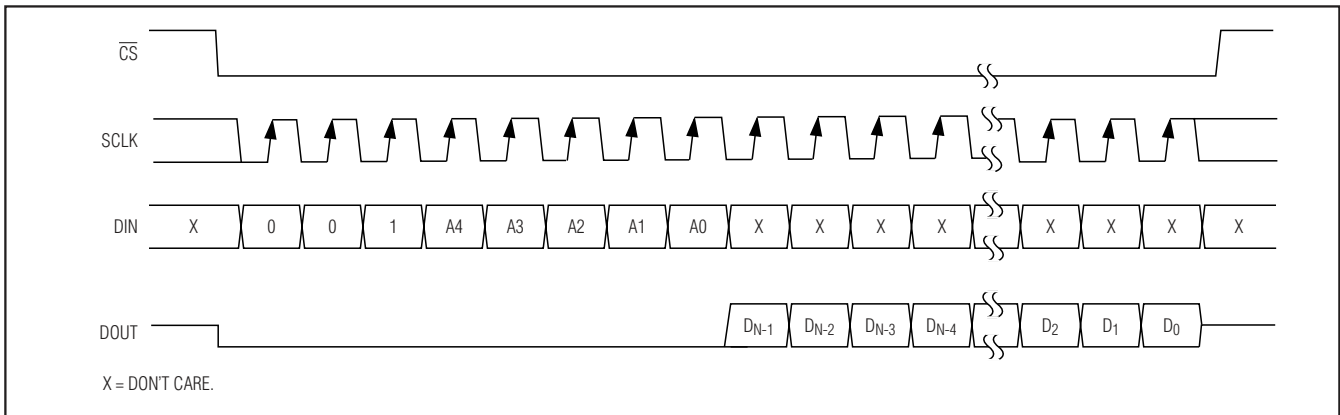 C̅S̅
SCLK
DIN X 0 0 1 A4 A3 A2 A1 A0 X X X X X X X X
DOUT DN-1 DN-2 DN-3 DN-4 D2 D1 D0
X = DON'T CARE.